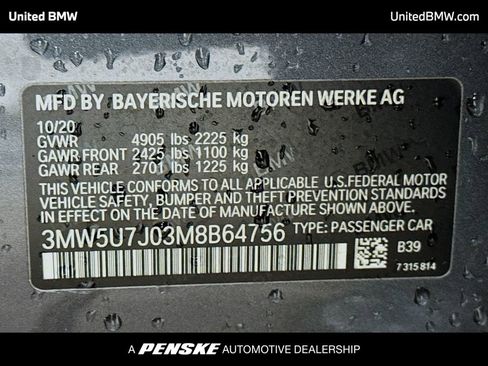 United BMW
UnitedBMW.com
MFD BY BAYERISCHE MOTOREN WERKE AG
10/20
GVWR 4905 lbs 2225 kg
GAWR FRONT 2425 lbs 1100 kg
GAWR REAR 2701 lbs 1225 kg
THIS VEHICLE CONFORMS TO ALL APPLICABLE U.S.FEDERAL MOTOR
VEHICLE SAFETY, BUMPER AND THEFT PREVENTION STANDARDS
IN EFFECT ON THE DATE OF MANUFACTURE SHOWN ABOVE.
3MW5U7J03M8B64756 TYPE: PASSENGER CAR
B39
7 315 814
A PENSKE AUTOMOTIVE DEALERSHIP